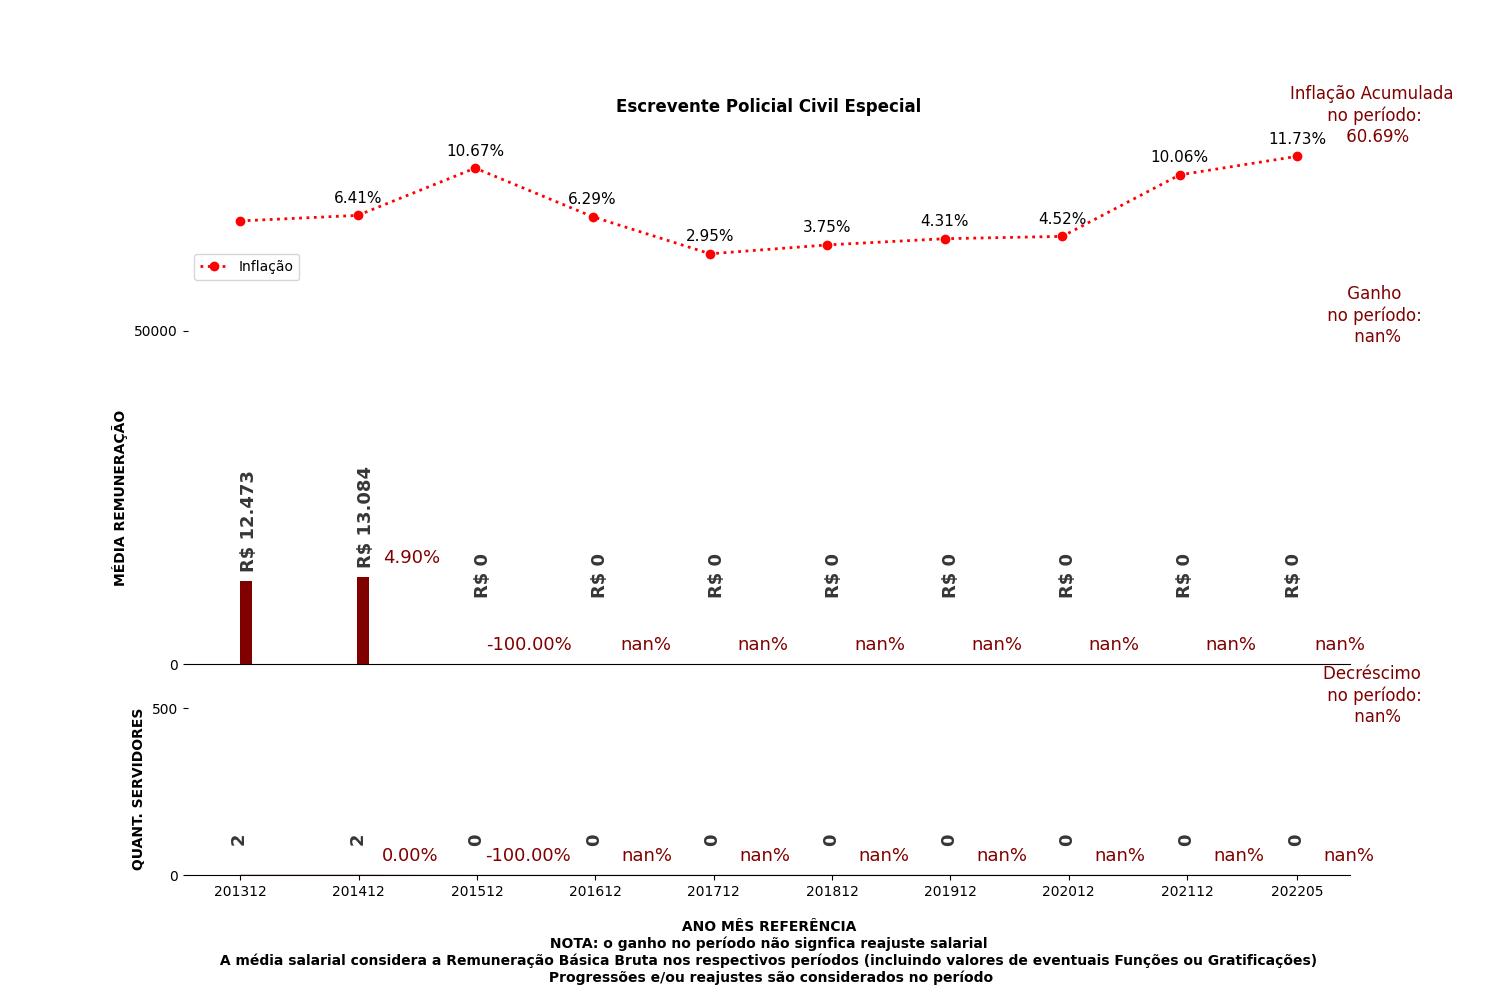 Escrevente Policial Civil Especial
Inflação Acumulada
no período:
60.69%
6.41%
10.67%
6.29%
2.95%
3.75%
4.31%
4.52%
10.06%
11.73%
Inflação
Ganho
no período:
nan%
50000
0
MÉDIA REMUNERAÇÃO
R$ 12.473
R$ 13.084
R$ 0
R$ 0
R$ 0
R$ 0
R$ 0
R$ 0
R$ 0
R$ 0
4.90%
-100.00%
nan%
nan%
nan%
nan%
nan%
nan%
nan%
Decréscimo
no período:
nan%
500
0
QUANT. SERVIDORES
2
2
0
0
0
0
0
0
0
0
0.00%
-100.00%
nan%
nan%
nan%
nan%
nan%
nan%
nan%
201312
201412
201512
201612
201712
201812
201912
202012
202112
202205
ANO MÊS REFERÊNCIA
NOTA: o ganho no período não signfica reajuste salarial
A média salarial considera a Remuneração Básica Bruta nos respectivos períodos (incluindo valores de eventuais Funções ou Gratificações)
Progressões e/ou reajustes são considerados no período